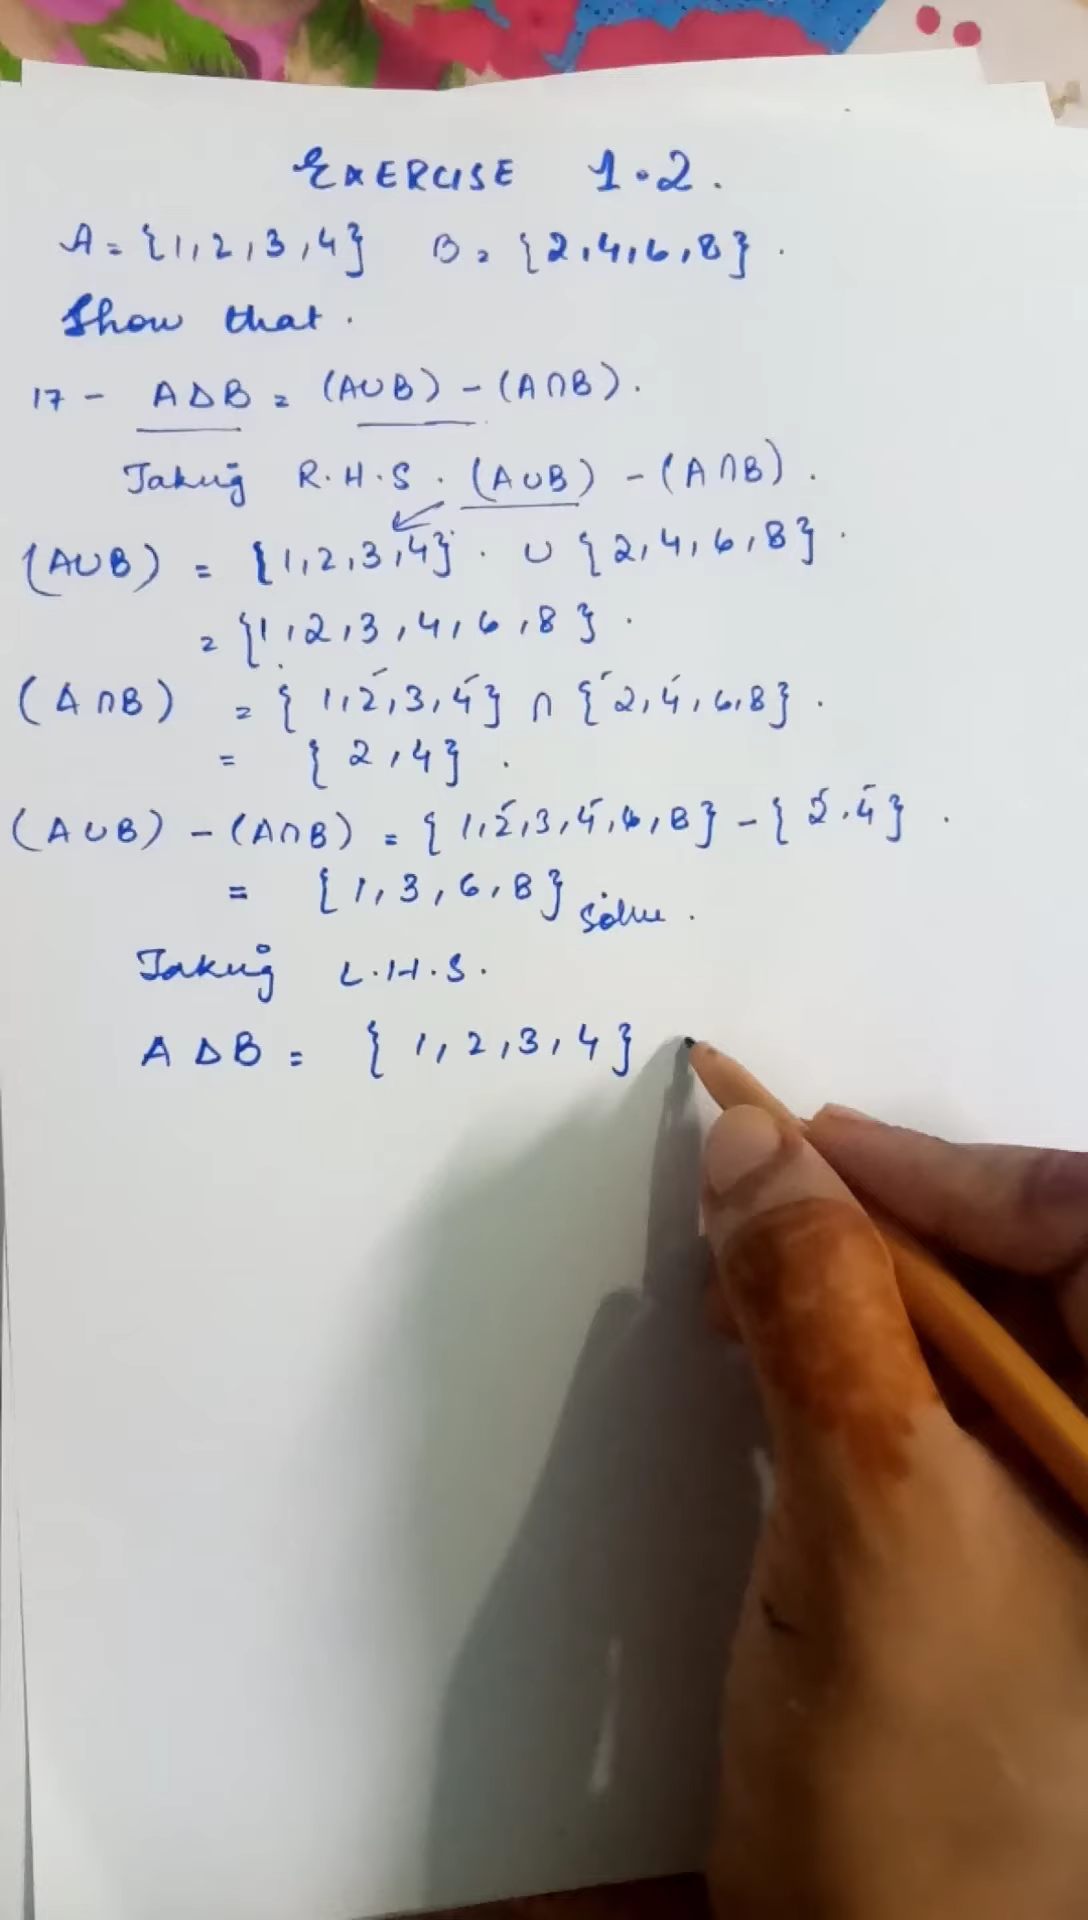 EXERCISE 1.2.
A = {1,2,3,4} B = {2,4,6,8}.
Show that.
17 - A Δ B = (A∪B) - (A∩B).
Taking R.H.S. (A∪B) - (A∩B).
(A∪B) = {1,2,3,4}. ∪ {2,4,6,8}.
= {1,2,3,4,6,8}.
(A∩B) = {1,2,3,4} ∩ {2,4,6,8}.
= {2,4}.
(A∪B) - (A∩B) = {1,2,3,4,6,8} - {2,4}.
= {1,3,6,8}
Taking L.H.S.
A Δ B = {1,2,3,4}